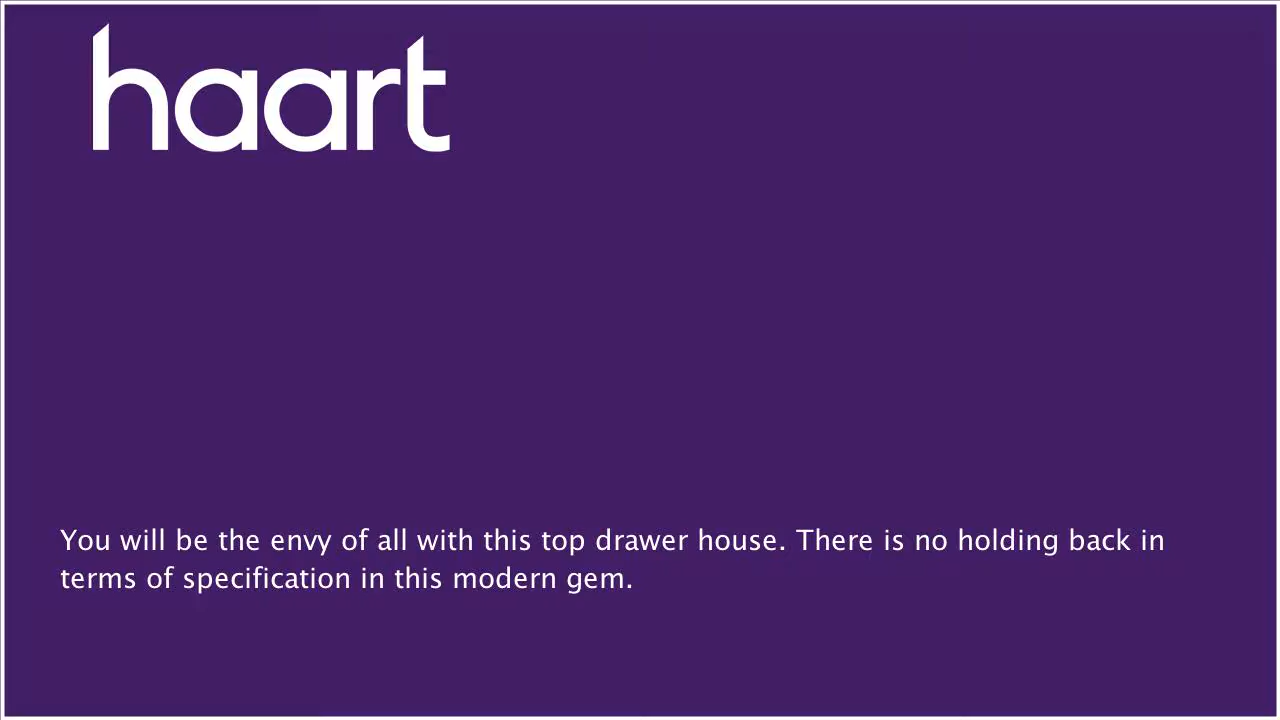 haart
You will be the envy of all with this top drawer house. There is no holding back in
terms of specification in this modern gem.